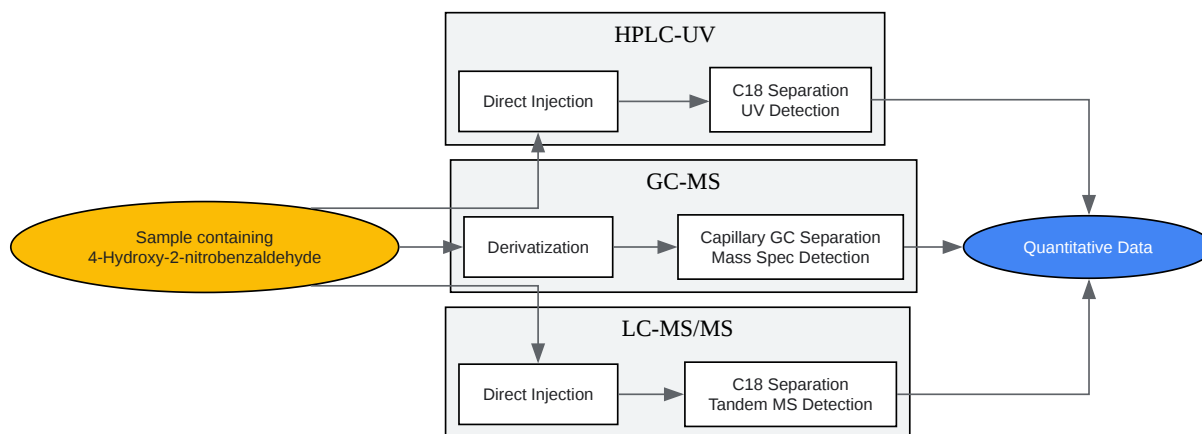 HPLC-UV
Direct Injection
C18 Separation
UV Detection
GC-MS
Sample containing
4-Hydroxy-2-nitrobenzaldehyde
Derivatization
Capillary GC Separation
Mass Spec Detection
Quantitative Data
LC-MS/MS
Direct Injection
C18 Separation
Tandem MS Detection